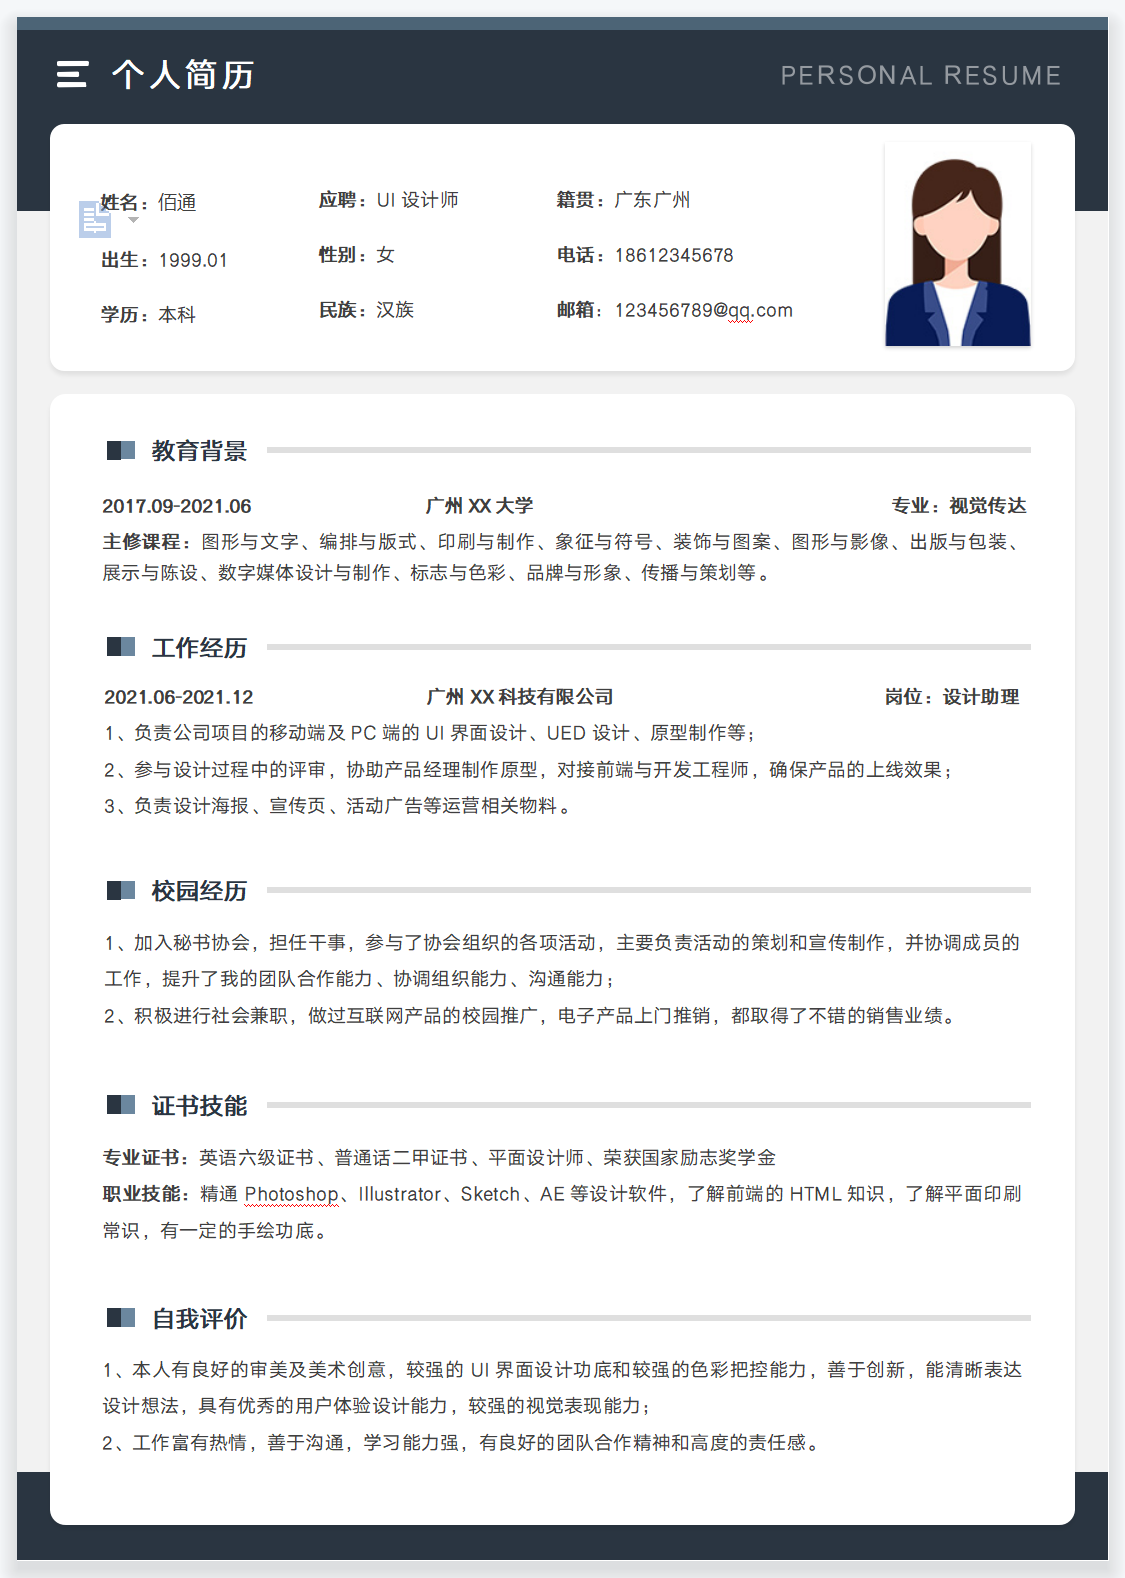 个人简历
PERSONAL RESUME
姓名：佰通
应聘：UI 设计师
籍贯：广东广州
出生：1999.01
性别：女
电话：18612345678
学历：本科
民族：汉族
邮箱：123456789@qq.com
教育背景
2017.09-2021.06 广州 XX 大学 专业：视觉传达
主修课程：图形与文字、编排与版式、印刷与制作、象征与符号、装饰与图案、图形与影像、出版与包装、
展示与陈设、数字媒体设计与制作、标志与色彩、品牌与形象、传播与策划等。
工作经历
2021.06-2021.12 广州 XX 科技有限公司 岗位：设计助理
1、负责公司项目的移动端及 PC 端的 UI 界面设计、UED 设计、原型制作等；
2、参与设计过程中的评审，协助产品经理制作原型，对接前端与开发工程师，确保产品的上线效果；
3、负责设计海报、宣传页、活动广告等运营相关物料。
校园经历
1、加入秘书协会，担任干事，参与了协会组织的各项活动，主要负责活动的策划和宣传制作，并协调成员的
工作，提升了我的团队合作能力、协调组织能力、沟通能力；
2、积极进行社会兼职，做过互联网产品的校园推广，电子产品上门推销，都取得了不错的销售业绩。
证书技能
专业证书：英语六级证书、普通话二甲证书、平面设计师、荣获国家励志奖学金
职业技能：精通 Photoshop、Illustrator、Sketch、AE 等设计软件，了解前端的 HTML 知识，了解平面印刷
常识，有一定的手绘功底。
自我评价
1、本人有良好的审美及美术创意，较强的 UI 界面设计功底和较强的色彩把控能力，善于创新，能清晰表达
设计想法，具有优秀的用户体验设计能力，较强的视觉表现能力；
2、工作富有热情，善于沟通，学习能力强，有良好的团队合作精神和高度的责任感。